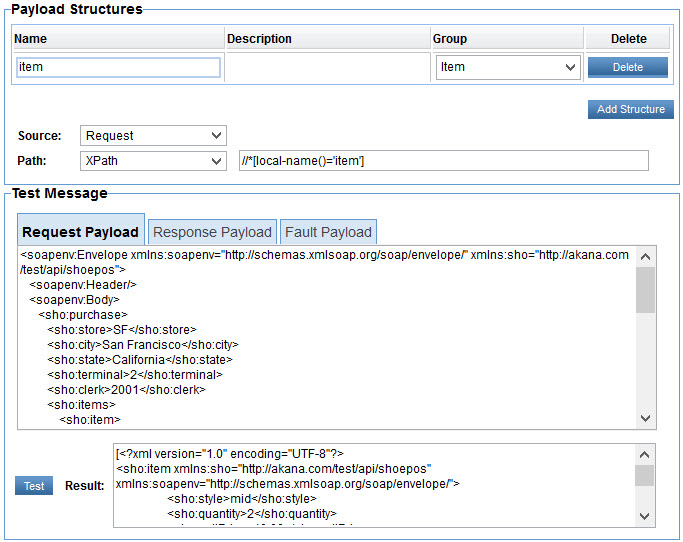 Payload Structures
Name Description Group Delete
item Item Delete
Add Structure
Source: Request
Path: XPath //*[local-name()='item']
Test Message
Request Payload Response Payload Fault Payload
<soapenv:Envelope xmlns:soapenv="http://schemas.xmlsoap.org/soap/envelope/" xmlns:sho="http://akana.com
/test/api/shoepos">
<soapenv:Header/>
<soapenv:Body>
<sho:purchase>
<sho:store>SF</sho:store>
<sho:city>San Francisco</sho:city>
<sho:state>California</sho:state>
<sho:terminal>2</sho:terminal>
<sho:clerk>2001</sho:clerk>
<sho:items>
<sho:item>
Test Result:
[<?xml version="1.0" encoding="UTF-8"?>
<sho:item xmlns:sho="http://akana.com/test/api/shoepos"
xmlns:soapenv="http://schemas.xmlsoap.org/soap/envelope/">
<sho:style>mid</sho:style>
<sho:quantity>2</sho:quantity>